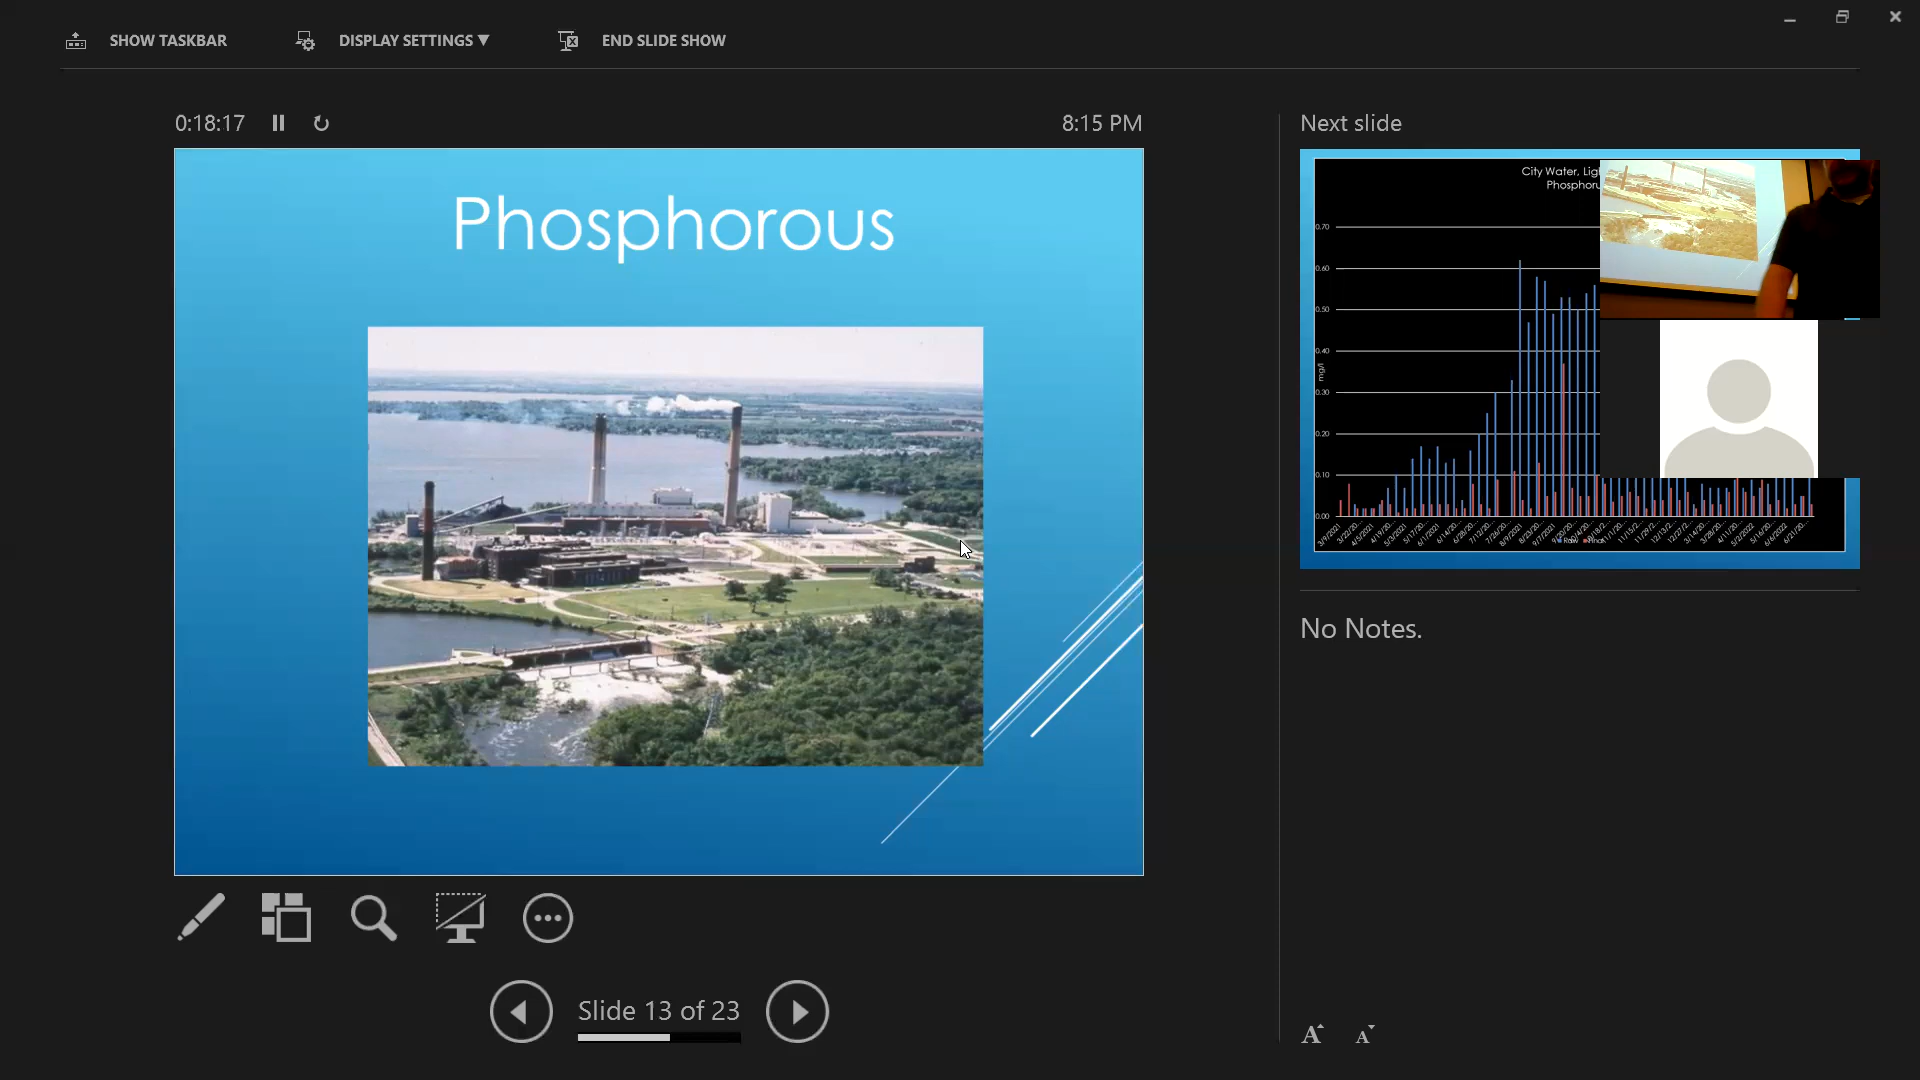 SHOW TASKBAR
DISPLAY SETTINGS ▼
END SLIDE SHOW
0:18:17
8:15 PM
Next slide
Phosphorous
City Water,
0.70
0.60
0.50
0.40
mg/l
0.30
0.20
0.10
0.00
No Notes.
Slide 13 of 23